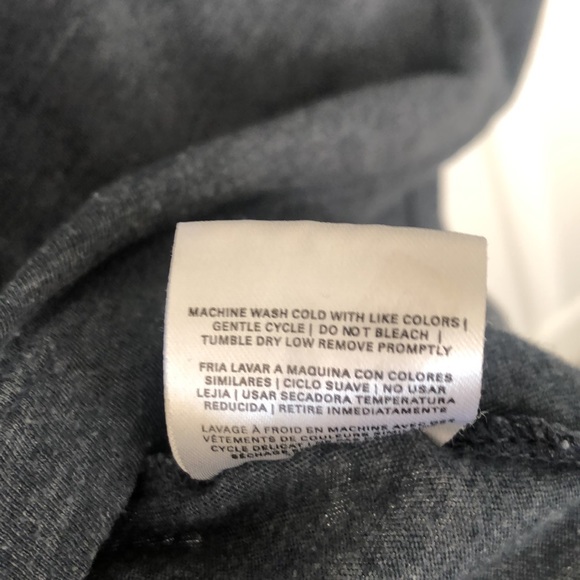 MACHINE WASH COLD WITH LIKE COLORS |
GENTLE CYCLE | DO NOT BLEACH |
TUMBLE DRY LOW REMOVE PROMPTLY
FRIA LAVAR A MAQUINA CON COLORES
SIMILARES | CICLO SUAVE | NO USAR
LEJIA | USAR SECADORA TEMPERATURA
REDUCIDA | RETIRE INMEDIATAMENTE
LAVAGE À FROID EN MACHINE AVEC DES
VÊTEMENTS DE COULEURS
CYCLE DELICAT